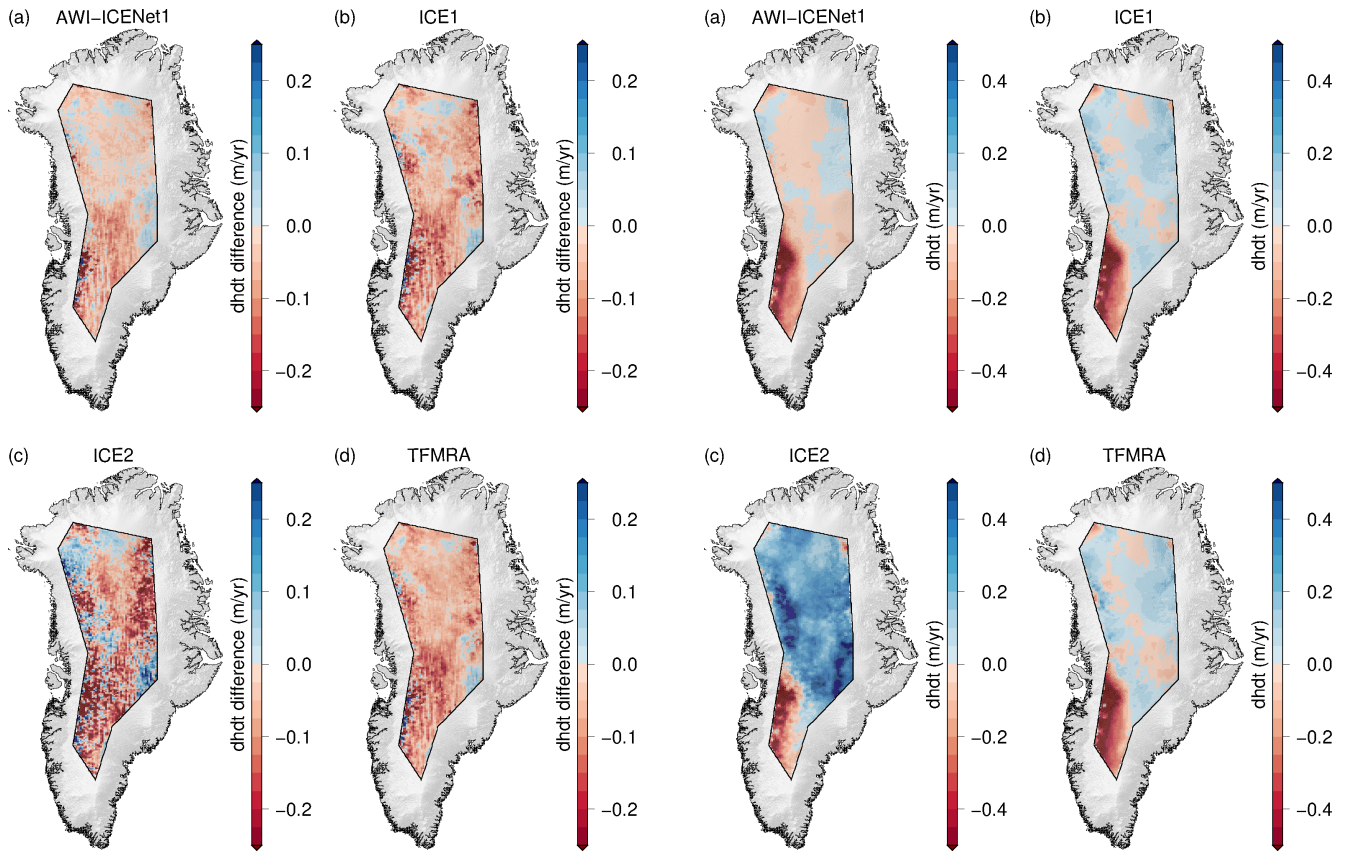 (a) AWI−ICENet1
0.2
0.1
0.0
−0.1
−0.2
dhdt difference (m/yr)
(b) ICE1
0.2
0.1
0.0
−0.1
−0.2
dhdt difference (m/yr)
(a) AWI−ICENet1
0.4
0.2
0.0
−0.2
−0.4
dhdt (m/yr)
(b) ICE1
0.4
0.2
0.0
−0.2
−0.4
dhdt (m/yr)
(c) ICE2
0.2
0.1
0.0
−0.1
−0.2
dhdt difference (m/yr)
(d) TFMRA
0.2
0.1
0.0
−0.1
−0.2
dhdt difference (m/yr)
(c) ICE2
0.4
0.2
0.0
−0.2
−0.4
dhdt (m/yr)
(d) TFMRA
0.4
0.2
0.0
−0.2
−0.4
dhdt (m/yr)